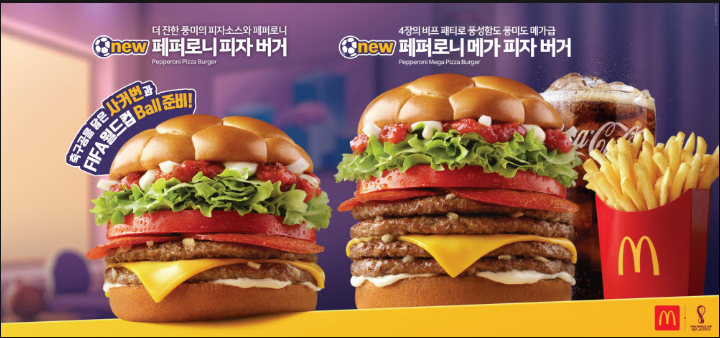 더 진한 풍미의 피자소스와 페퍼로니
new 페퍼로니 피자 버거
Pepperoni Pizza Burger
4장의 비프 패티로 풍성함도 풍미도 메가급
new 페퍼로니 메가 피자 버거
Pepperoni Mega Pizza Burger
축구공을 닮은 사커번과
FIFA 월드컵 Ball 준비!
Coca-Cola